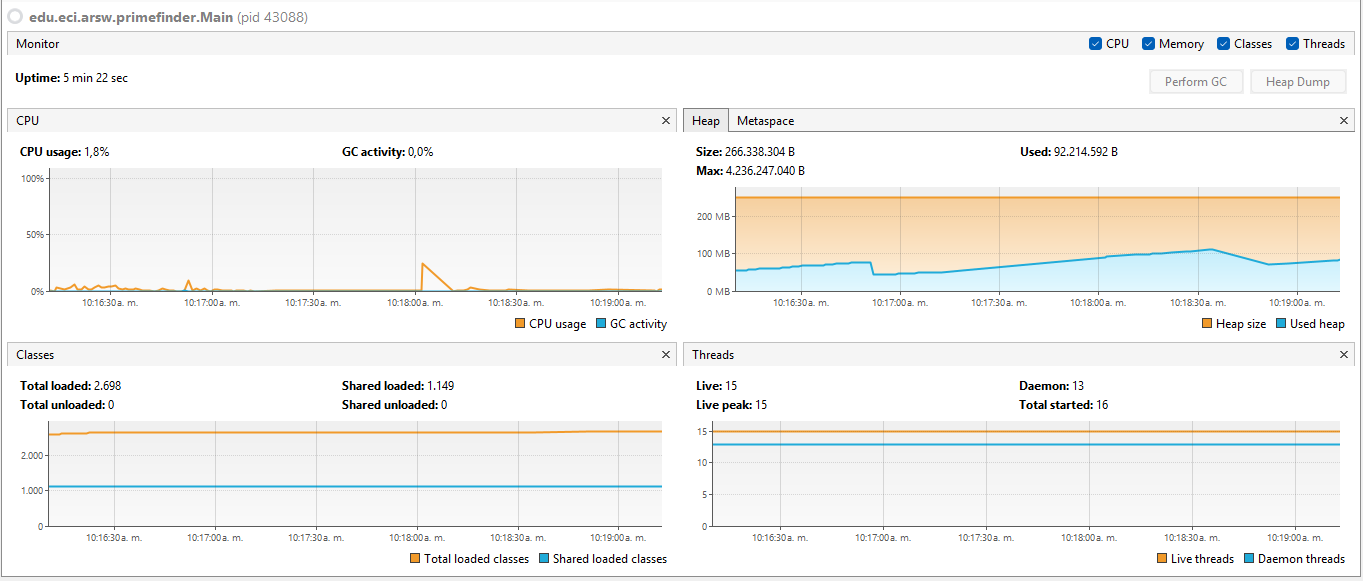 edu.eci.arsw.primefinder.Main (pid 43088)
Monitor
CPU Memory Classes Threads
Uptime: 5 min 22 sec
Perform GC Heap Dump
CPU
CPU usage: 1,8% GC activity: 0,0%
100%
50%
0%
10:16:30a. m. 10:17:00a. m. 10:17:30a. m. 10:18:00a. m. 10:18:30a. m. 10:19:00a. m.
CPU usage GC activity
Heap Metaspace
Size: 266.338.304 B Used: 92.214.592 B
Max: 4.236.247.040 B
200 MB
100 MB
0 MB
10:16:30a. m. 10:17:00a. m. 10:17:30a. m. 10:18:00a. m. 10:18:30a. m. 10:19:00a. m.
Heap size Used heap
Classes
Total loaded: 2.698 Shared loaded: 1.149
Total unloaded: 0 Shared unloaded: 0
2.000
1.000
0
10:16:30a. m. 10:17:00a. m. 10:17:30a. m. 10:18:00a. m. 10:18:30a. m. 10:19:00a. m.
Total loaded classes Shared loaded classes
Threads
Live: 15 Daemon: 13
Live peak: 15 Total started: 16
15
10
5
0
10:16:30a. m. 10:17:00a. m. 10:17:30a. m. 10:18:00a. m. 10:18:30a. m. 10:19:00a. m.
Live threads Daemon threads